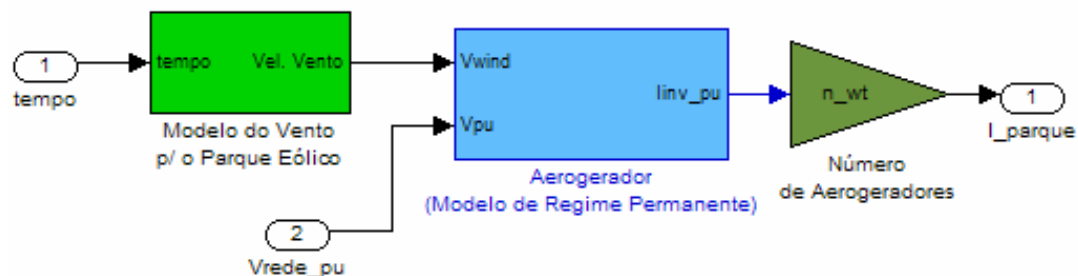 1
tempo
tempo
Vel. Vento
Modelo do Vento
p/ o Parque Eólico
Vwind
Vpu
Iinv_pu
Aerogerador
(Modelo de Regime Permanente)
2
Vrede_pu
n_wt
Número
de Aerogeradores
1
I_parque